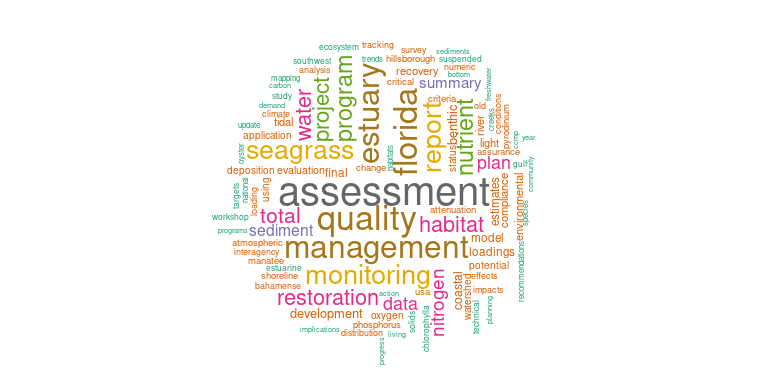 ecosystem
tracking
survey
sediments
southwest
trends
hillsborough
suspended
analysis
recovery
numeric
mapping
critical
bottom
carbon
summary
study
criteria
old
demand
climate
tidal
update
application
water
project
program
estuary
florida
report
benthic
status
nutrient
river
creeks
conditions
freshwater
pyrodinium
ccmp
year
light
assurance
seagrass
oyster
habitats
change
deposition
evaluation
final
plan
gulf
community
targets
national
loading
using
assessment
estimates
compliance
environmental
species
workshop
total
quality
attenuation
habitat
programs
sediment
atmospheric
management
model
interagency
loadings
manatee
estuarine
monitoring
potential
recommendations
shoreline
effects
bahamense
restoration
action
usa
data
nitrogen
coastal
watershed
impacts
technical
planning
development
oxygen
solids
chlorophylla
phosphorus
implications
distribution
living
progress